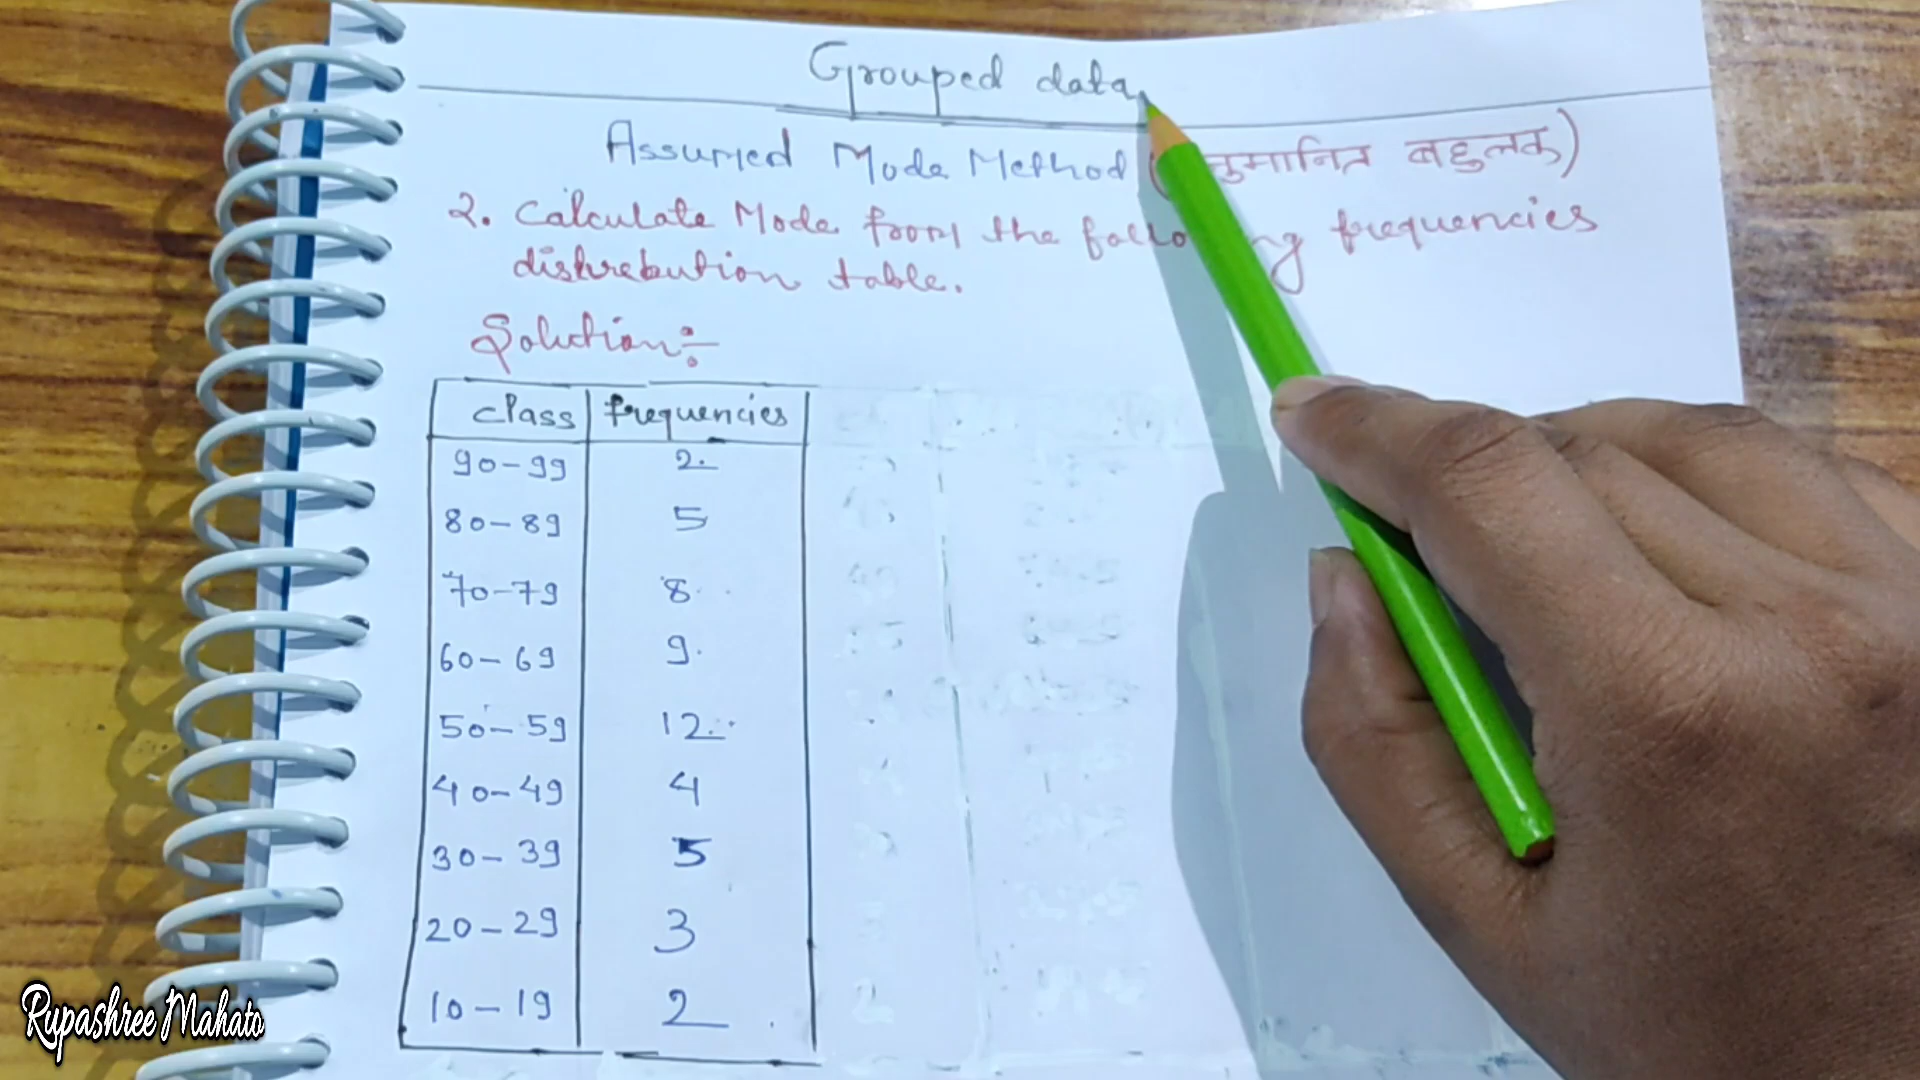 Grouped data
Assumed Mode Method ( बहुलक)
2. Calculate Mode from the following frequencies
distrebution table.
Solution:-
class frequencies
90-99 2
80-89 5
70-79 8
60-69 9
50-59 12
40-49 4
30-39 5
20-29 3
10-19 2
Rupashree Mahato